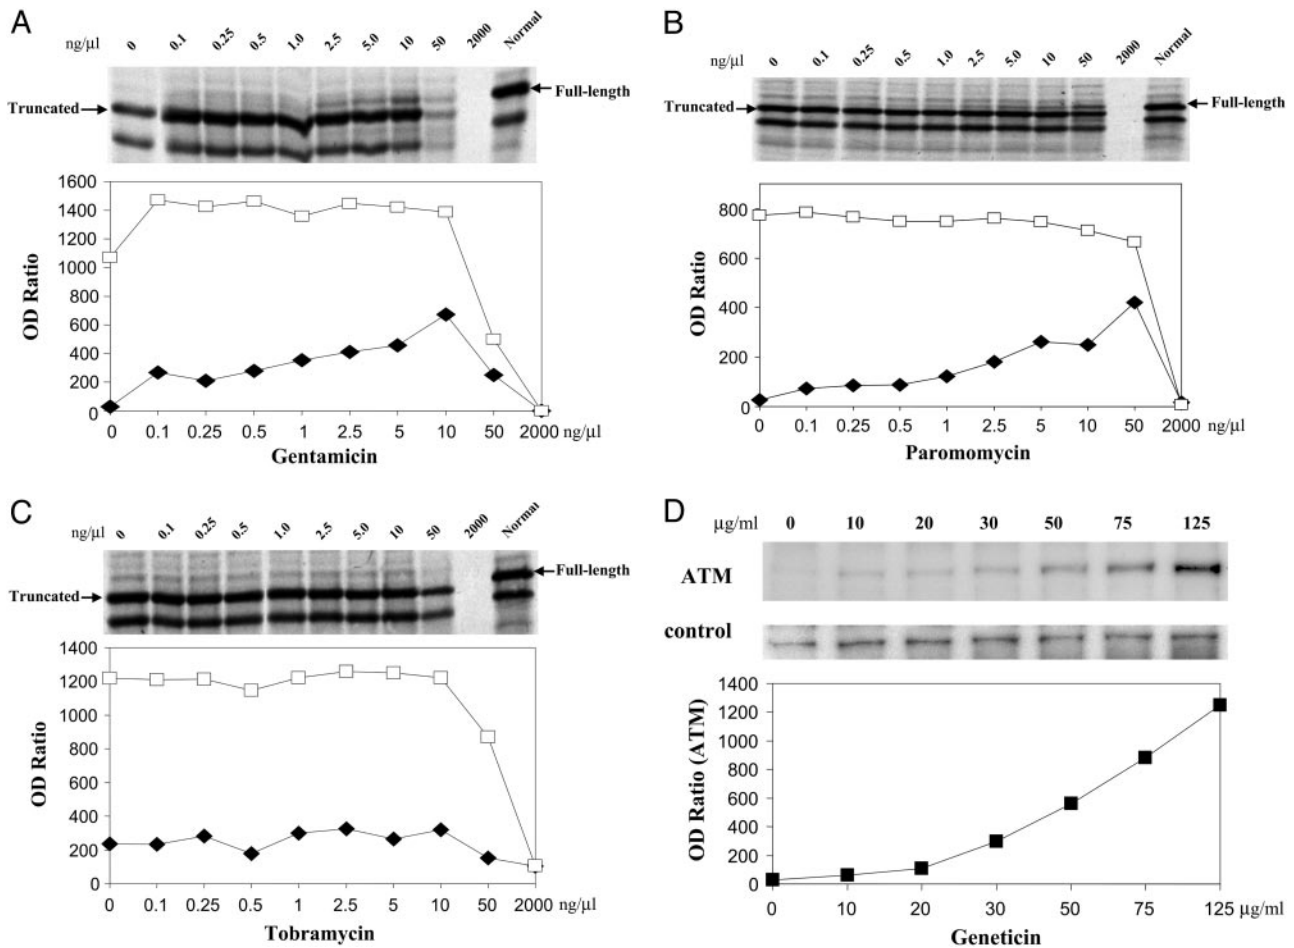 A
ng/µl 0 0.1 0.25 0.5 1.0 2.5 5.0 10 50 2000 Normal
Truncated
Full-length
1600
1400
1200
1000
800
600
400
200
0
OD Ratio
0 0.1 0.25 0.5 1 2.5 5 10 50 2000 ng/µl
Gentamicin
B
ng/µl 0 0.1 0.25 0.5 1.0 2.5 5.0 10 50 2000 Normal
Truncated
Full-length
800
600
400
200
0
OD Ratio
0 0.1 0.25 0.5 1 2.5 5 10 50 2000 ng/µl
Paromomycin
C
ng/µl 0 0.1 0.25 0.5 1.0 2.5 5.0 10 50 2000 Normal
Full-length
Truncated
1400
1200
1000
800
600
400
200
0
OD Ratio
0 0.1 0.25 0.5 1 2.5 5 10 50 2000 ng/µl
Tobramycin
D
µg/ml 0 10 20 30 50 75 125
ATM
control
1400
1200
1000
800
600
400
200
0
OD Ratio (ATM)
0 10 20 30 50 75 125 µg/ml
Geneticin